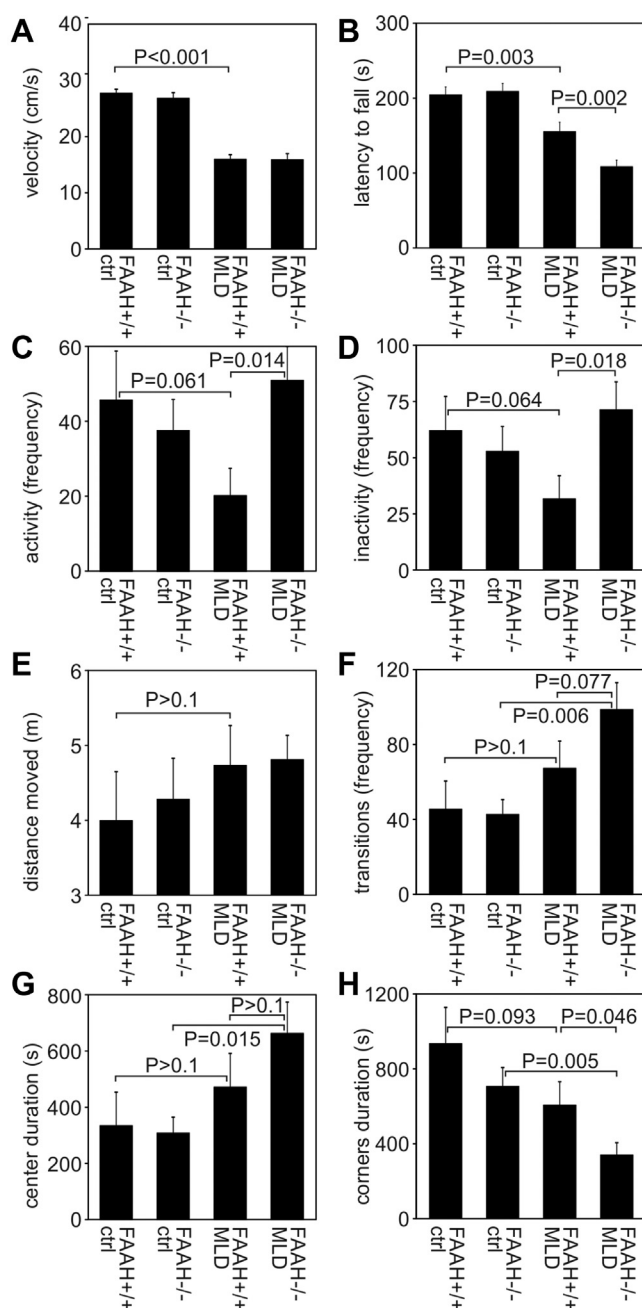 A
velocity (cm/s)
40
30
20
10
0
P<0.001
FAAH+/+
ctrl
FAAH-/-
ctrl
FAAH+/+
MLD
FAAH-/-
MLD
B
latency to fall (s)
300
200
100
0
P=0.003
P=0.002
FAAH+/+
ctrl
FAAH-/-
ctrl
FAAH+/+
MLD
FAAH-/-
MLD
C
activity (frequency)
60
40
20
0
P=0.014
P=0.061
FAAH+/+
ctrl
FAAH-/-
ctrl
FAAH+/+
MLD
FAAH-/-
MLD
D
inactivity (frequency)
100
75
50
25
0
P=0.018
P=0.064
FAAH+/+
ctrl
FAAH-/-
ctrl
FAAH+/+
MLD
FAAH-/-
MLD
E
distance moved (m)
6
5
4
3
P>0.1
FAAH+/+
ctrl
FAAH-/-
ctrl
FAAH+/+
MLD
FAAH-/-
MLD
F
transitions (frequency)
120
80
40
0
P=0.077
P=0.006
P>0.1
FAAH+/+
ctrl
FAAH-/-
ctrl
FAAH+/+
MLD
FAAH-/-
MLD
G
center duration (s)
800
600
400
200
0
P>0.1
P=0.015
P>0.1
FAAH+/+
ctrl
FAAH-/-
ctrl
FAAH+/+
MLD
FAAH-/-
MLD
H
corners duration (s)
1200
800
400
0
P=0.093
P=0.046
P=0.005
FAAH+/+
ctrl
FAAH-/-
ctrl
FAAH+/+
MLD
FAAH-/-
MLD